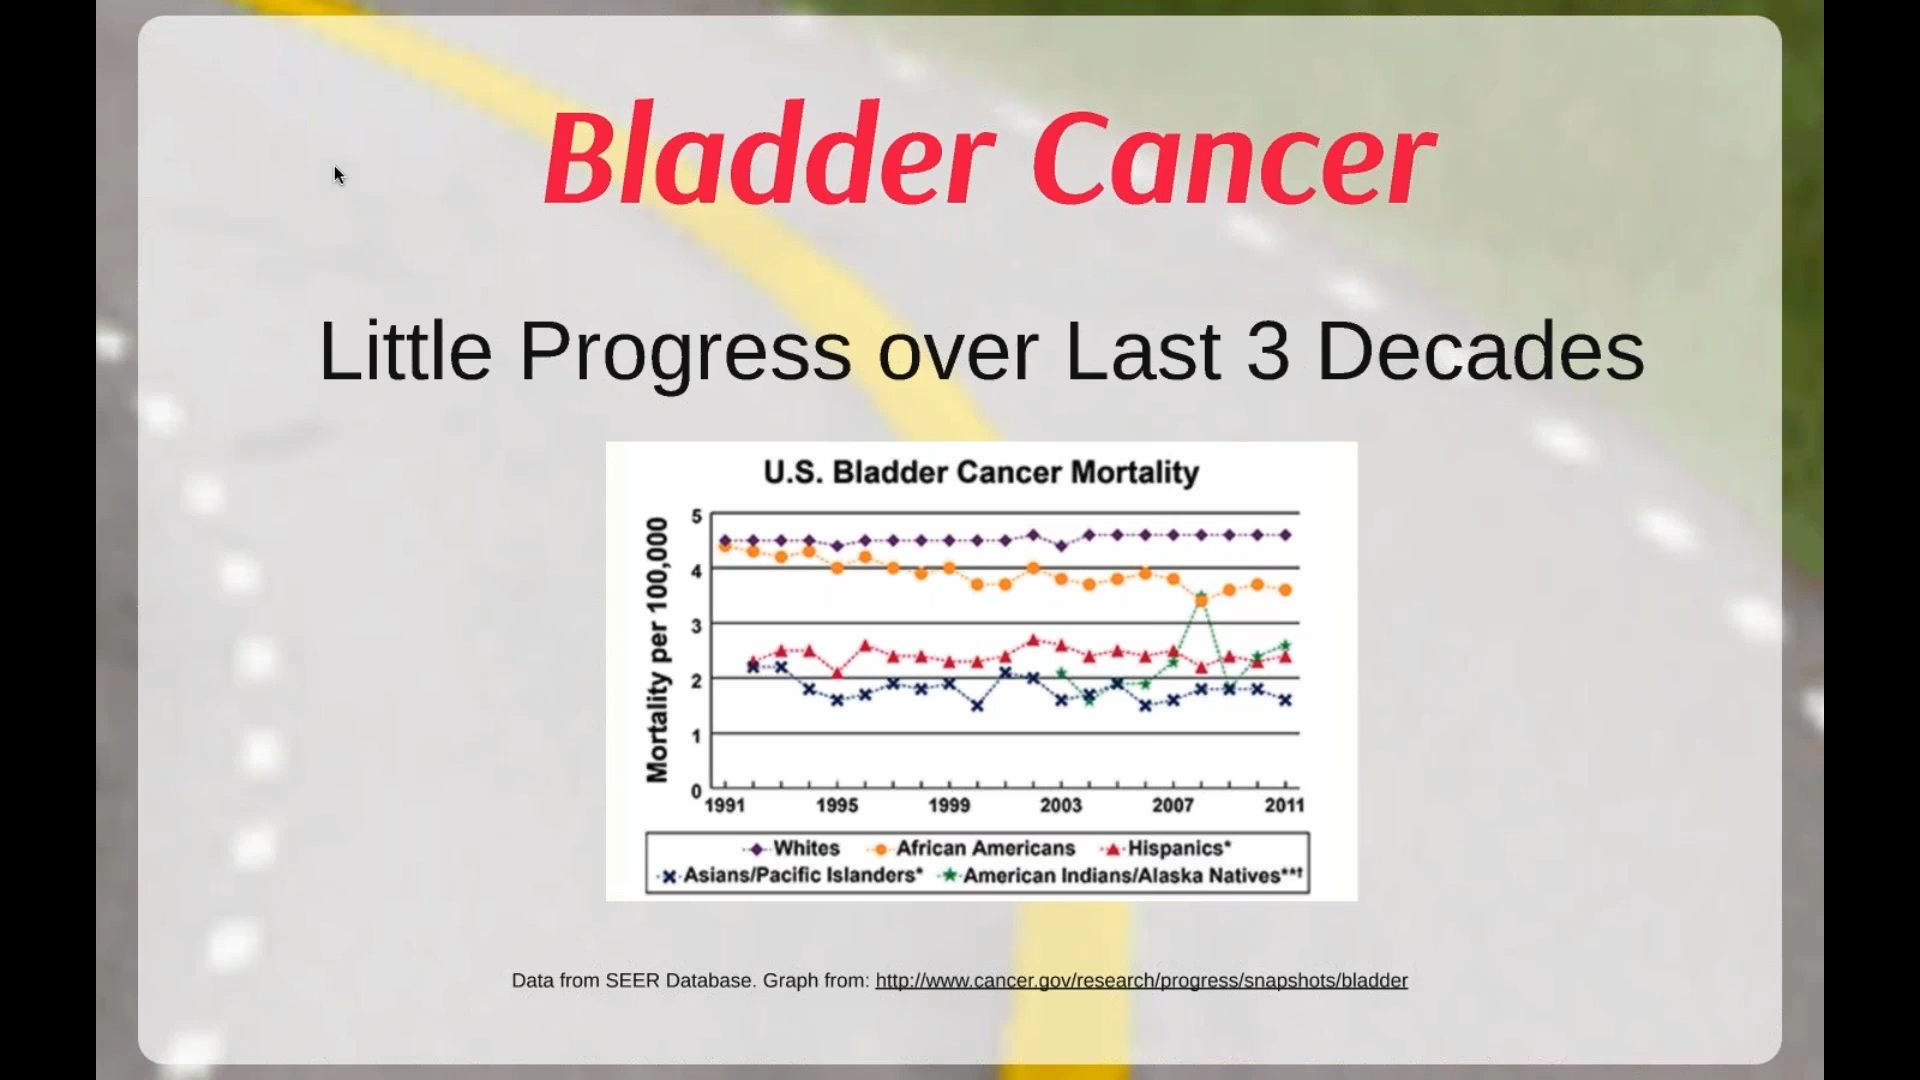 Bladder Cancer
Little Progress over Last 3 Decades
U.S. Bladder Cancer Mortality
Mortality per 100,000
5
4
3
2
1
0
1991 1995 1999 2003 2007 2011
Whites African Americans Hispanics*
Asians/Pacific Islanders* American Indians/Alaska Natives**†
Data from SEER Database. Graph from: http://www.cancer.gov/research/progress/snapshots/bladder